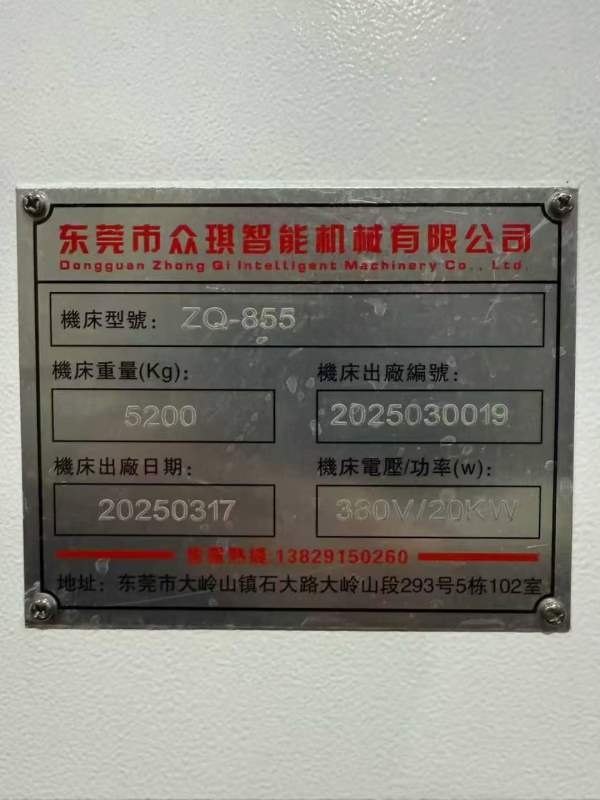 东莞市众琪智能机械有限公司
Dongguan Zhong Qi Intelligent Machinery Co., Ltd.
機床型號: ZQ-855
機床重量(Kg):
機床出廠編號:
5200
2025030019
機床出廠日期:
機床電壓/功率(w):
20250317
380V/20KW
售服熱綫:13829150260
地址: 东莞市大岭山镇石大路大岭山段293号5栋102室